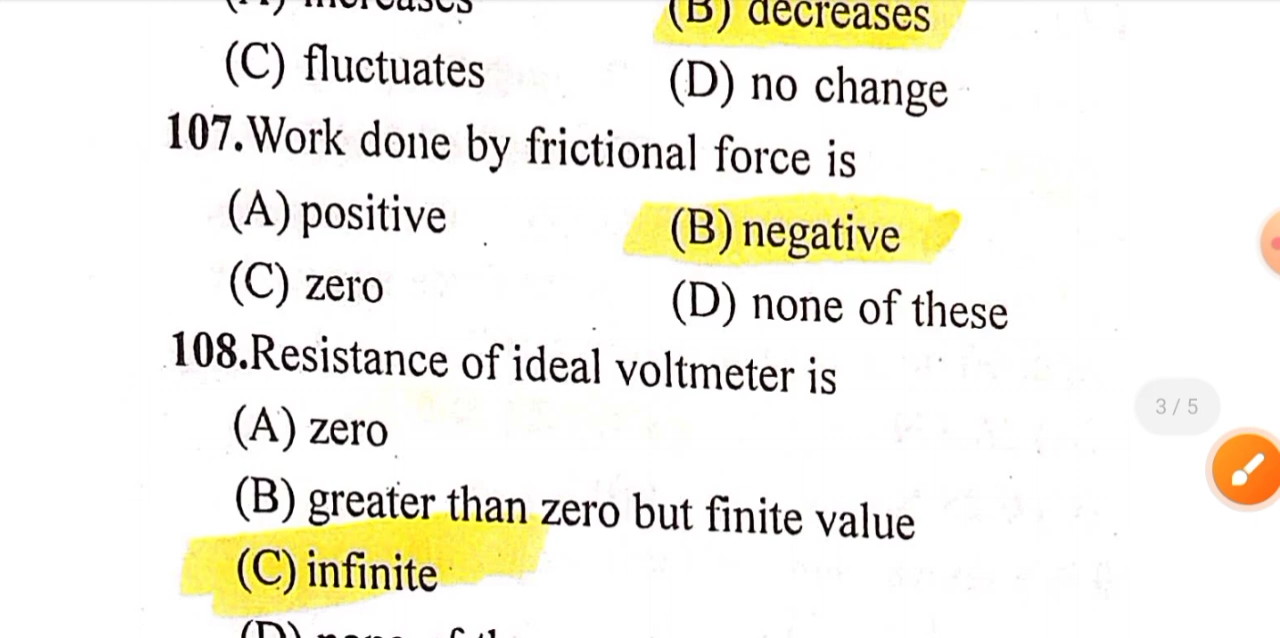 (B) decreases
(C) fluctuates (D) no change
107.Work done by frictional force is
(A) positive (B) negative
(C) zero (D) none of these
108.Resistance of ideal voltmeter is
(A) zero
3 / 5
(B) greater than zero but finite value
(C) infinite